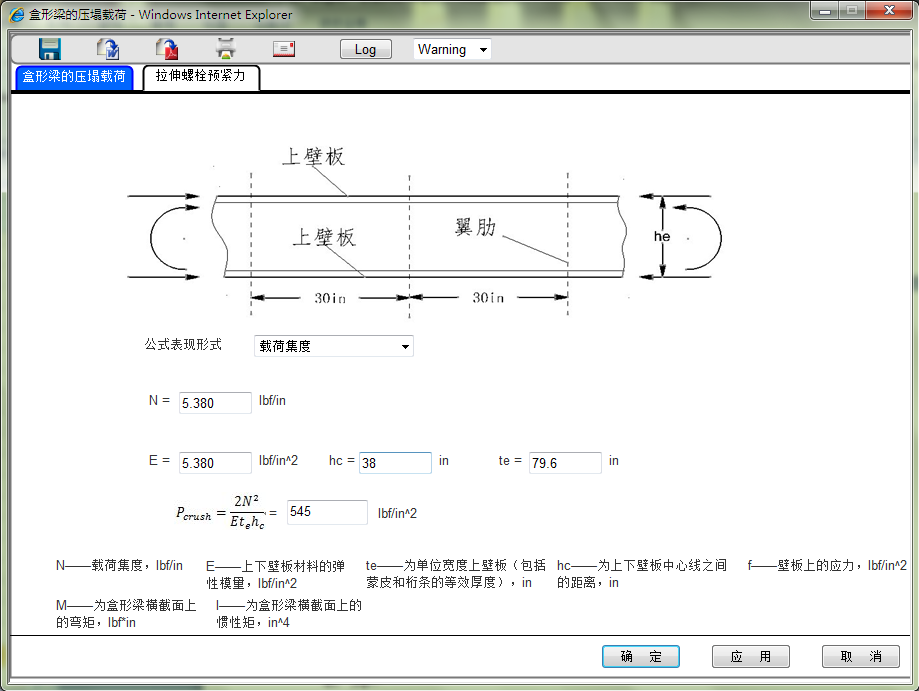 盒形梁的压塌载荷 - Windows Internet Explorer
Log
Warning
盒形梁的压塌载荷
拉伸螺栓预紧力
上壁板
上壁板
翼肋
he
30in
30in
公式表现形式
载荷集度
N = 5.380 lbf/in
E = 5.380 lbf/in^2 hc = 38 in te = 79.6 in
P_crush = 2N²/(Et_eh_c) = 545 lbf/in^2
N——载荷集度，lbf/in
E——上下壁板材料的弹
性模量，lbf/in^2
te——为单位宽度上壁板（包括
蒙皮和桁条的等效厚度），in
hc——为上下壁板中心线之间
的距离，in
f——壁板上的应力，lbf/in^2
M——为盒形梁横截面上
的弯矩，lbf*in
I——为盒形梁横截面上的
惯性矩，in^4
确 定
应 用
取 消